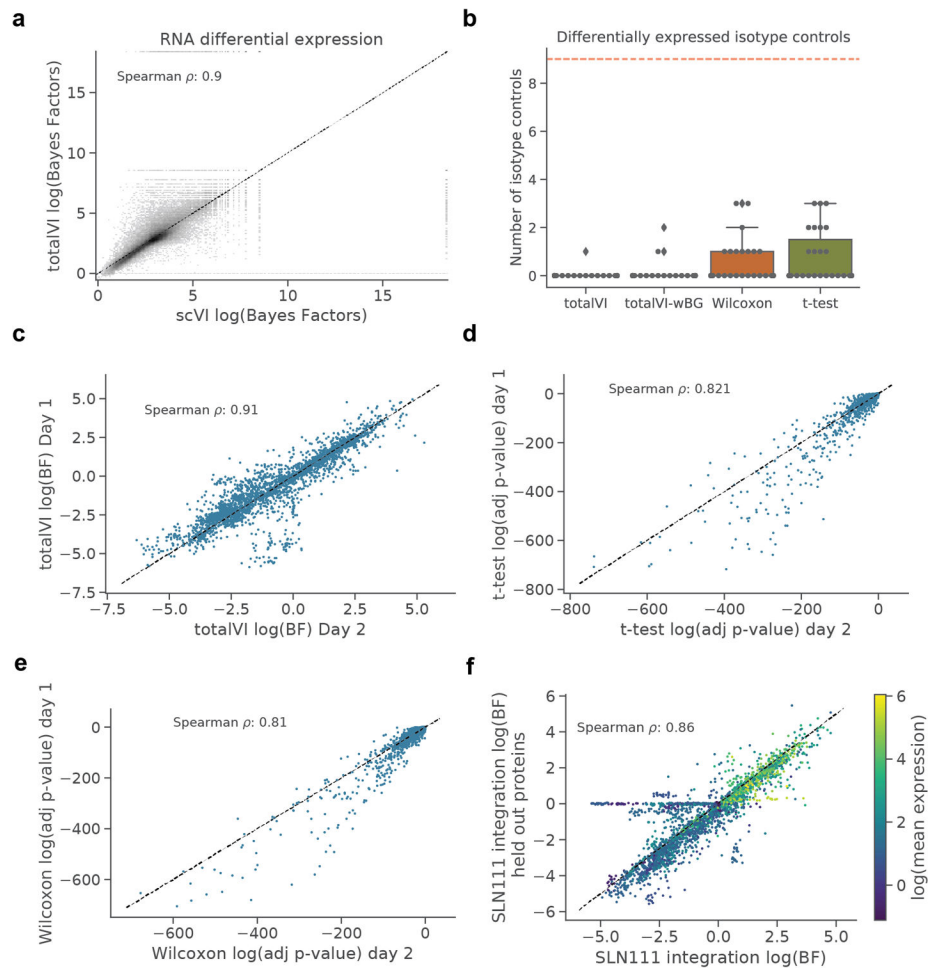 a
RNA differential expression
Spearman ρ: 0.9
totalVI log(Bayes Factors)
15
10
5
0
0
5
10
15
scVI log(Bayes Factors)
b
Differentially expressed isotype controls
Number of isotype controls
8
6
4
2
0
totalVI
totalVI-wBG
Wilcoxon
t-test
c
Spearman ρ: 0.91
totalVI log(BF) Day 1
5.0
2.5
0.0
−2.5
−5.0
−7.5
−7.5
−5.0
−2.5
0.0
2.5
5.0
totalVI log(BF) Day 2
d
Spearman ρ: 0.821
t-test log(adj p-value) day 1
0
−200
−400
−600
−800
−800
−600
−400
−200
0
t-test log(adj p-value) day 2
e
Spearman ρ: 0.81
Wilcoxon log(adj p-value) day 1
0
−200
−400
−600
−600
−400
−200
0
Wilcoxon log(adj p-value) day 2
f
Spearman ρ: 0.86
SLN111 integration log(BF)
held out proteins
6
4
2
0
−2
−4
−6
−5.0
−2.5
0.0
2.5
5.0
SLN111 integration log(BF)
6
4
2
0
log(mean expression)